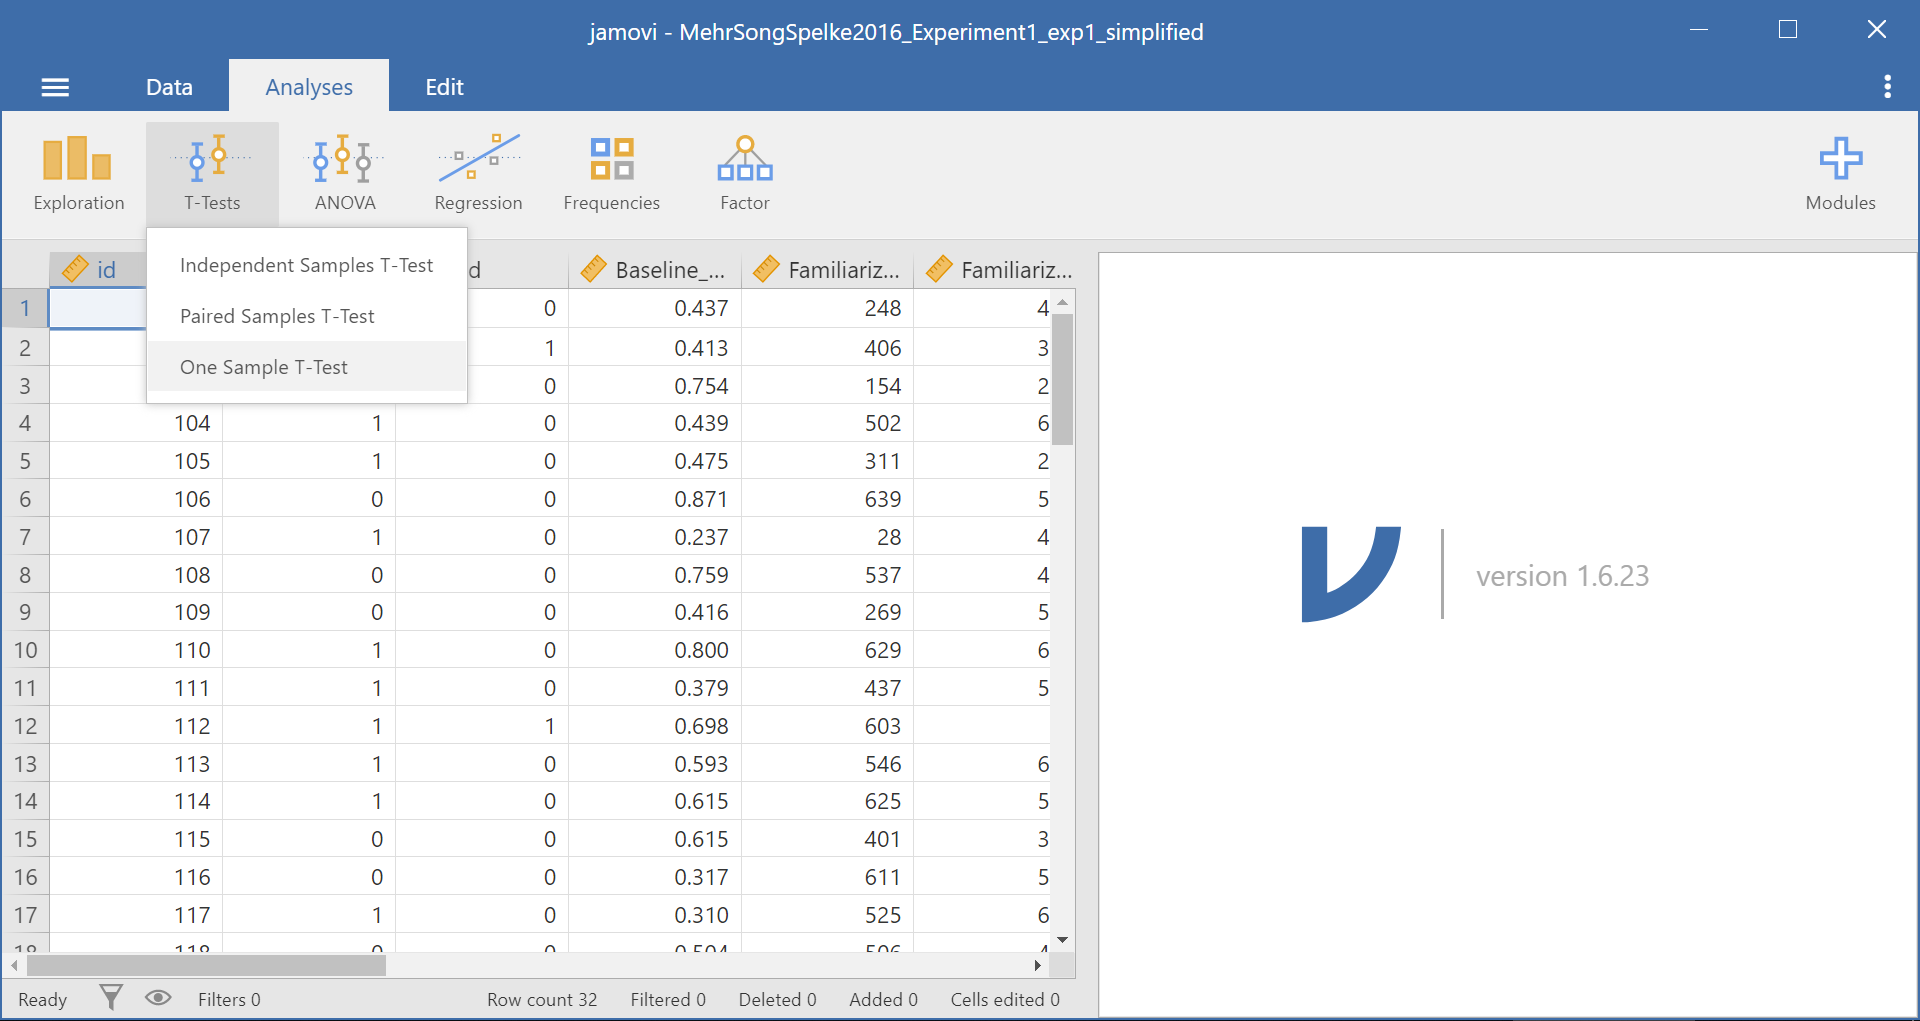 jamovi - MehrSongSpelke2016_Experiment1_exp1_simplified
Data Analyses Edit
Exploration T-Tests ANOVA Regression Frequencies Factor Modules
Independent Samples T-Test
Paired Samples T-Test
One Sample T-Test
id d Baseline_... Familiariz... Familiariz...
1 0 0.437 248 4
2 1 0.413 406 3
3 0 0.754 154 2
4 104 1 0 0.439 502 6
5 105 1 0 0.475 311 2
6 106 0 0 0.871 639 5
7 107 1 0 0.237 28 4
8 108 0 0 0.759 537 4
9 109 0 0 0.416 269 5
10 110 1 0 0.800 629 6
11 111 1 0 0.379 437 5
12 112 1 1 0.698 603
13 113 1 0 0.593 546 6
14 114 1 0 0.615 625 5
15 115 0 0 0.615 401 3
16 116 0 0 0.317 611 5
17 117 1 0 0.310 525 6
18 118 0 0 0.504 506 4
version 1.6.23
Ready Filters 0 Row count 32 Filtered 0 Deleted 0 Added 0 Cells edited 0